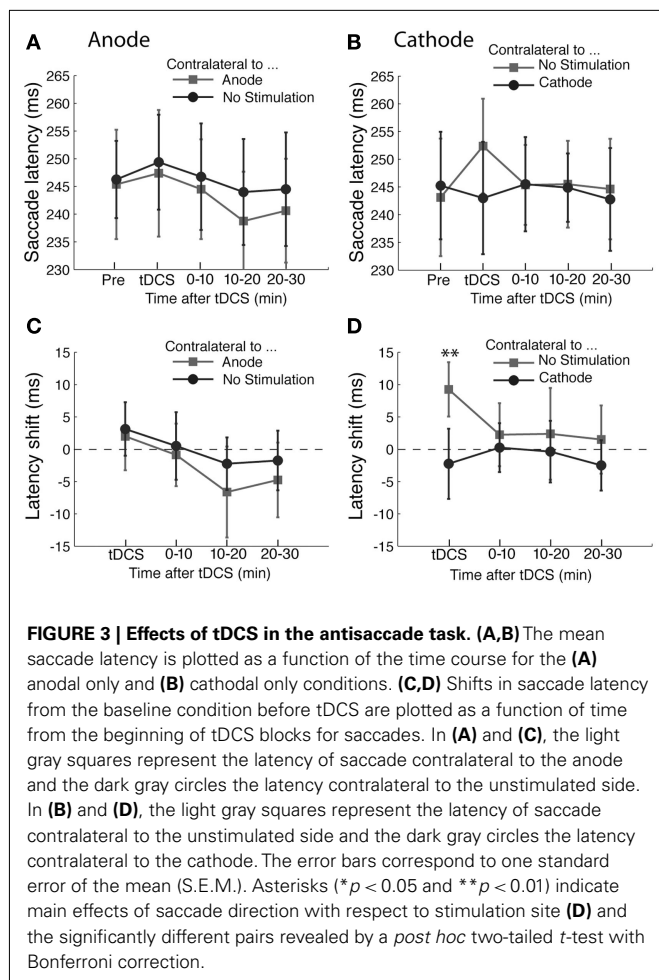 A Anode
Contralateral to ...
Anode
No Stimulation
Saccade latency (ms)
265
260
255
250
245
240
235
230
Pre tDCS 0-10 10-20 20-30
Time after tDCS (min)
B Cathode
Contralateral to ...
No Stimulation
Cathode
Saccade latency (ms)
265
260
255
250
245
240
235
230
Pre tDCS 0-10 10-20 20-30
Time after tDCS (min)
C
Contralateral to ...
Anode
No Stimulation
Latency shift (ms)
15
10
5
0
-5
-10
-15
tDCS 0-10 10-20 20-30
Time after tDCS (min)
D
Contralateral to ...
No Stimulation
Cathode
**
Latency shift (ms)
15
10
5
0
-5
-10
-15
tDCS 0-10 10-20 20-30
Time after tDCS (min)
FIGURE 3 | Effects of tDCS in the antisaccade task. (A,B) The mean
saccade latency is plotted as a function of the time course for the (A)
anodal only and (B) cathodal only conditions. (C,D) Shifts in saccade latency
from the baseline condition before tDCS are plotted as a function of time
from the beginning of tDCS blocks for saccades. In (A) and (C), the light
gray squares represent the latency of saccade contralateral to the anode
and the dark gray circles the latency contralateral to the unstimulated side.
In (B) and (D), the light gray squares represent the latency of saccade
contralateral to the unstimulated side and the dark gray circles the latency
contralateral to the cathode. The error bars correspond to one standard
error of the mean (S.E.M.). Asterisks (*p < 0.05 and **p < 0.01) indicate
main effects of saccade direction with respect to stimulation site (D) and
the significantly different pairs revealed by a post hoc two-tailed t-test with
Bonferroni correction.